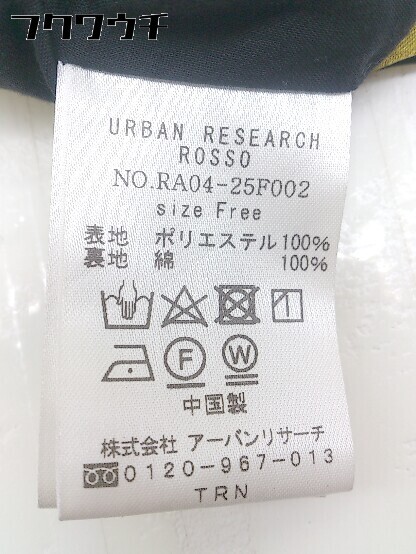 フクワウチ
URBAN RESEARCH
ROSSO
NO.RA04-25F002
size Free
表地 ポリエステル100%
裏地 綿 100%
F W
中国製
株式会社 アーバンリサーチ
0120-967-013
TRN